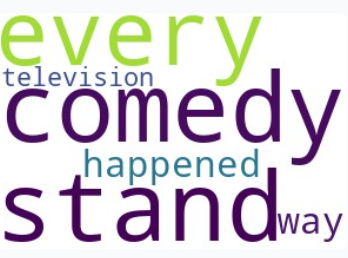 every
television
comedy
happened
stand
way